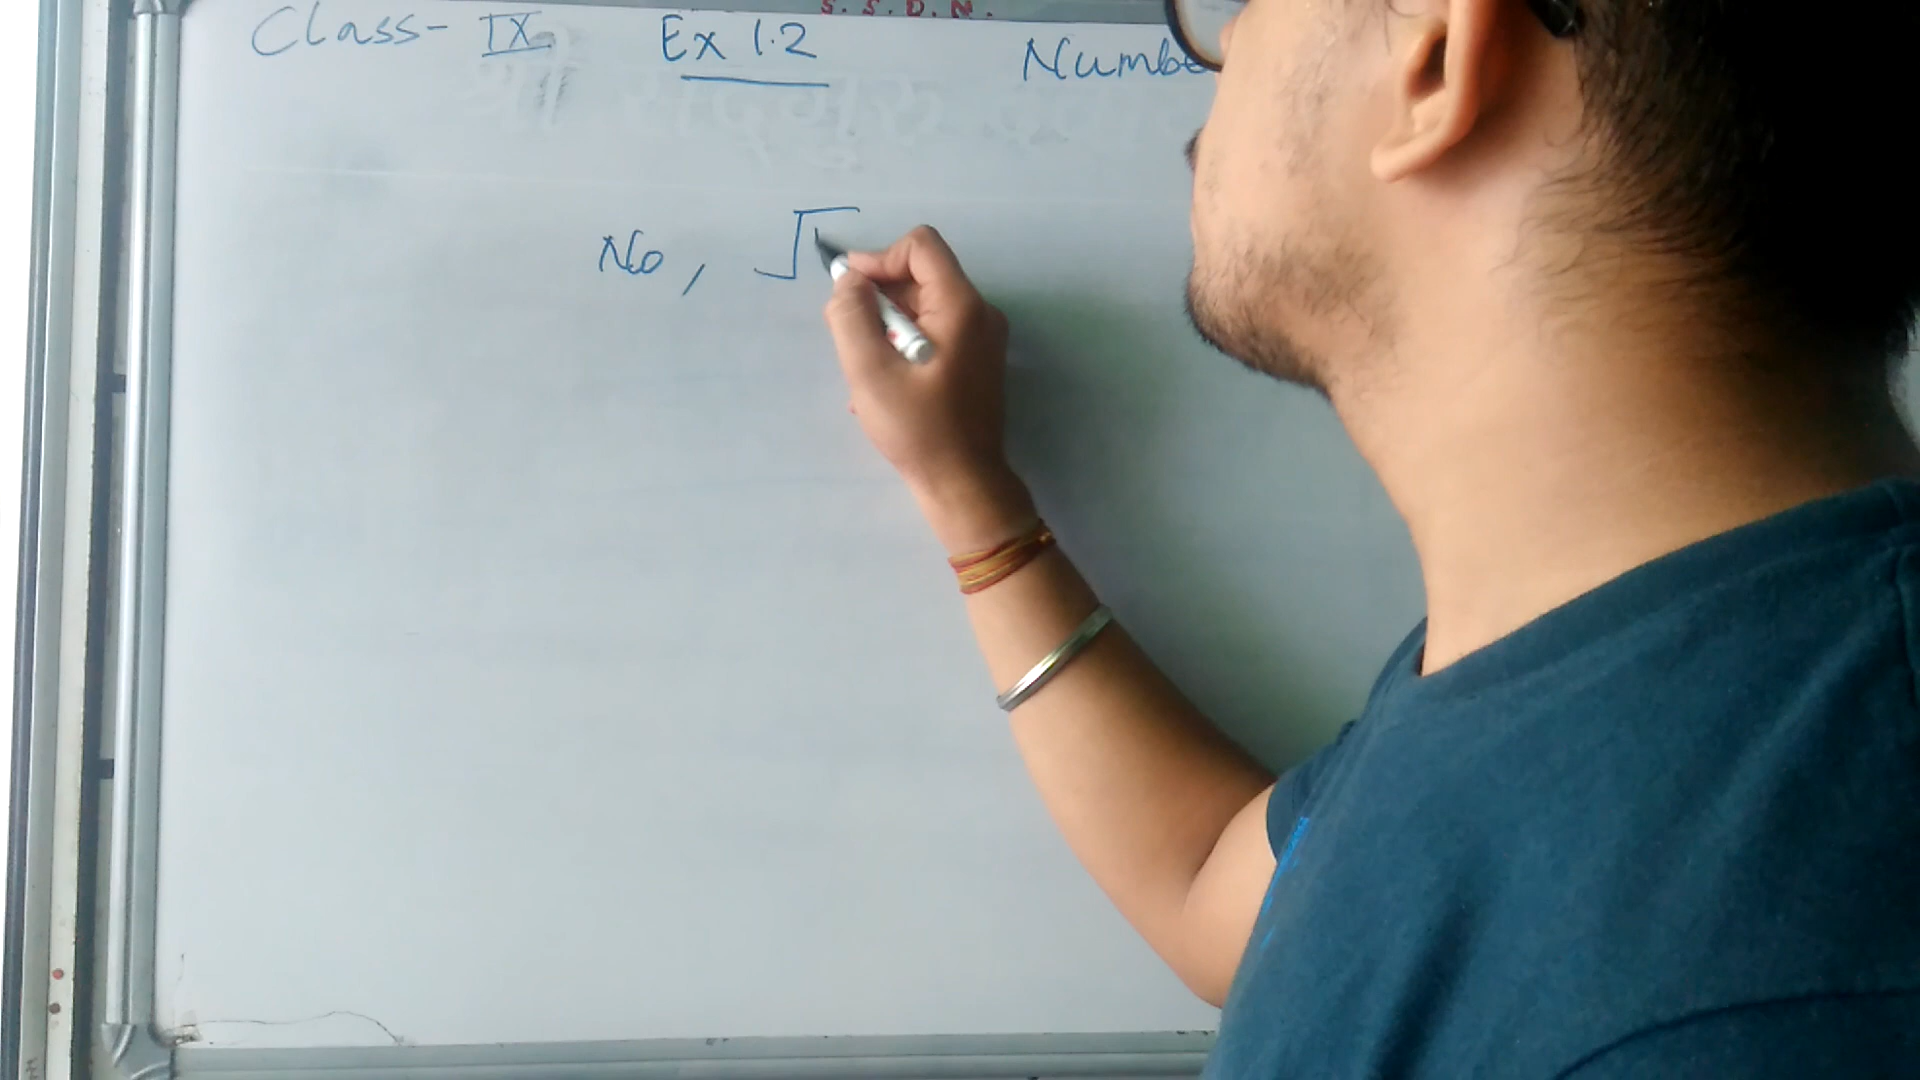 S. S. D. N.
Class- IX Ex 1.2 Numbe
No, √